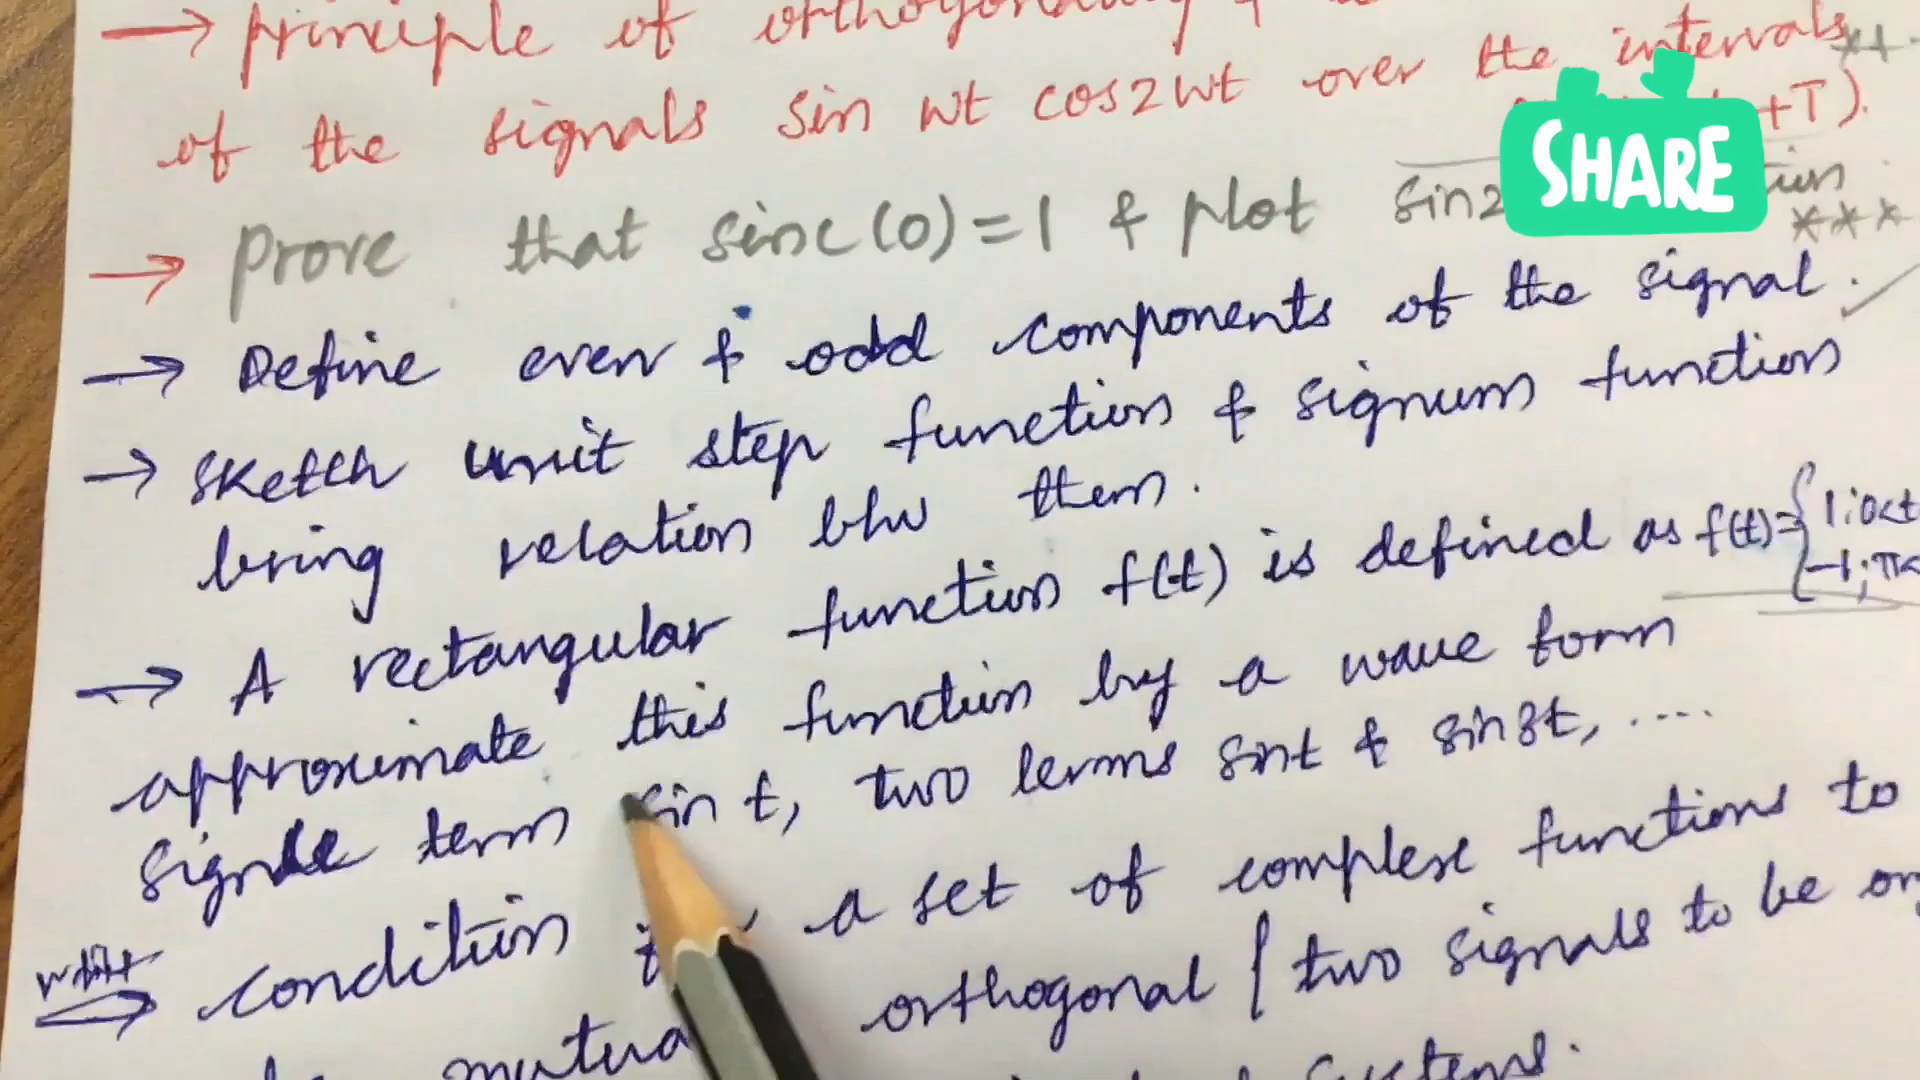 → principle of orthogonality &
of the signals sin wt cos2wt over the intervals **
+T).
SHARE
→ prove that sinc(0)=1 & plot sin2
***
→ Define even & odd components of the signal.
→ sketch unit step function & signum function
bring relation b/w them.
→ A rectangular function f(t) is defined as f(t)={1;0<t
-1;π<
approximate this function by a wave form
signle term sin t, two terms sint & sin3t, ....
write → condition a set of complex functions to
orthogonal / two signals to be
systems.